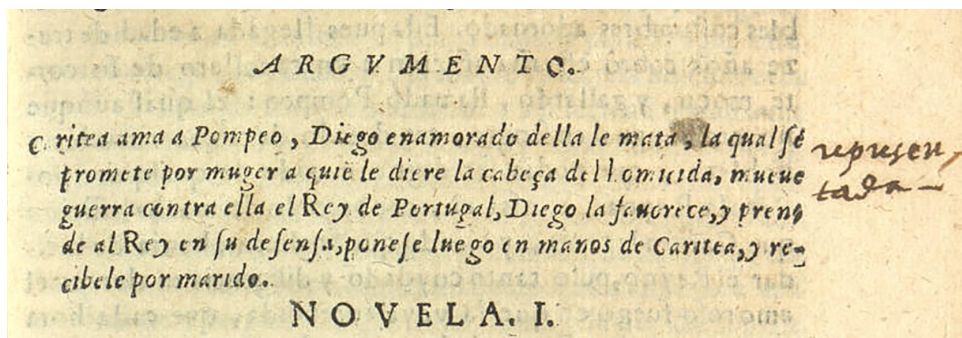 ARGVMENTO.
Caritea ama a Pompeo, Diego enamorado della le mata, la qual se
promete por muger a quiē le diere la cabeça del homicida, mueue
guerra contra ella el Rey de Portugal, Diego la fauorece, y pren-
de al Rey en su defensa, ponese luego en manos de Caritea, y re-
cibele por marido.
NOVELA. I.
represen
tada